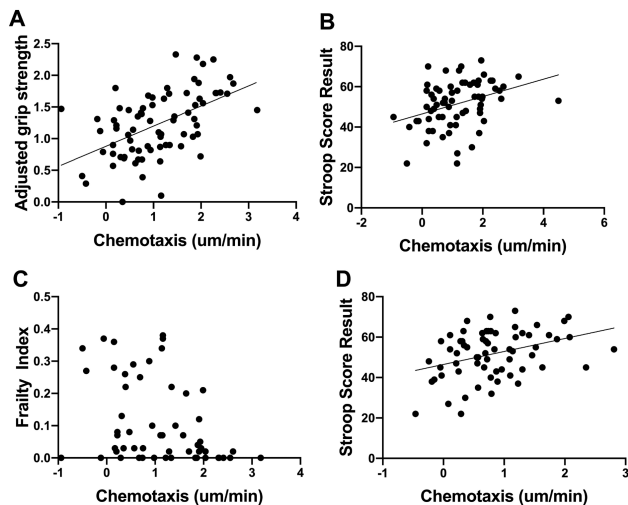 A
Adjusted grip strength
2.5
2.0
1.5
1.0
0.5
0.0
-1 0 1 2 3 4
Chemotaxis (um/min)
B
Stroop Score Result
80
60
40
20
0
-2 0 2 4 6
Chemotaxis (um/min)
C
Frailty Index
0.5
0.4
0.3
0.2
0.1
0.0
-1 0 1 2 3 4
Chemotaxis (um/min)
D
Stroop Score Result
80
60
40
20
0
-1 0 1 2 3
Chemotaxis (um/min)